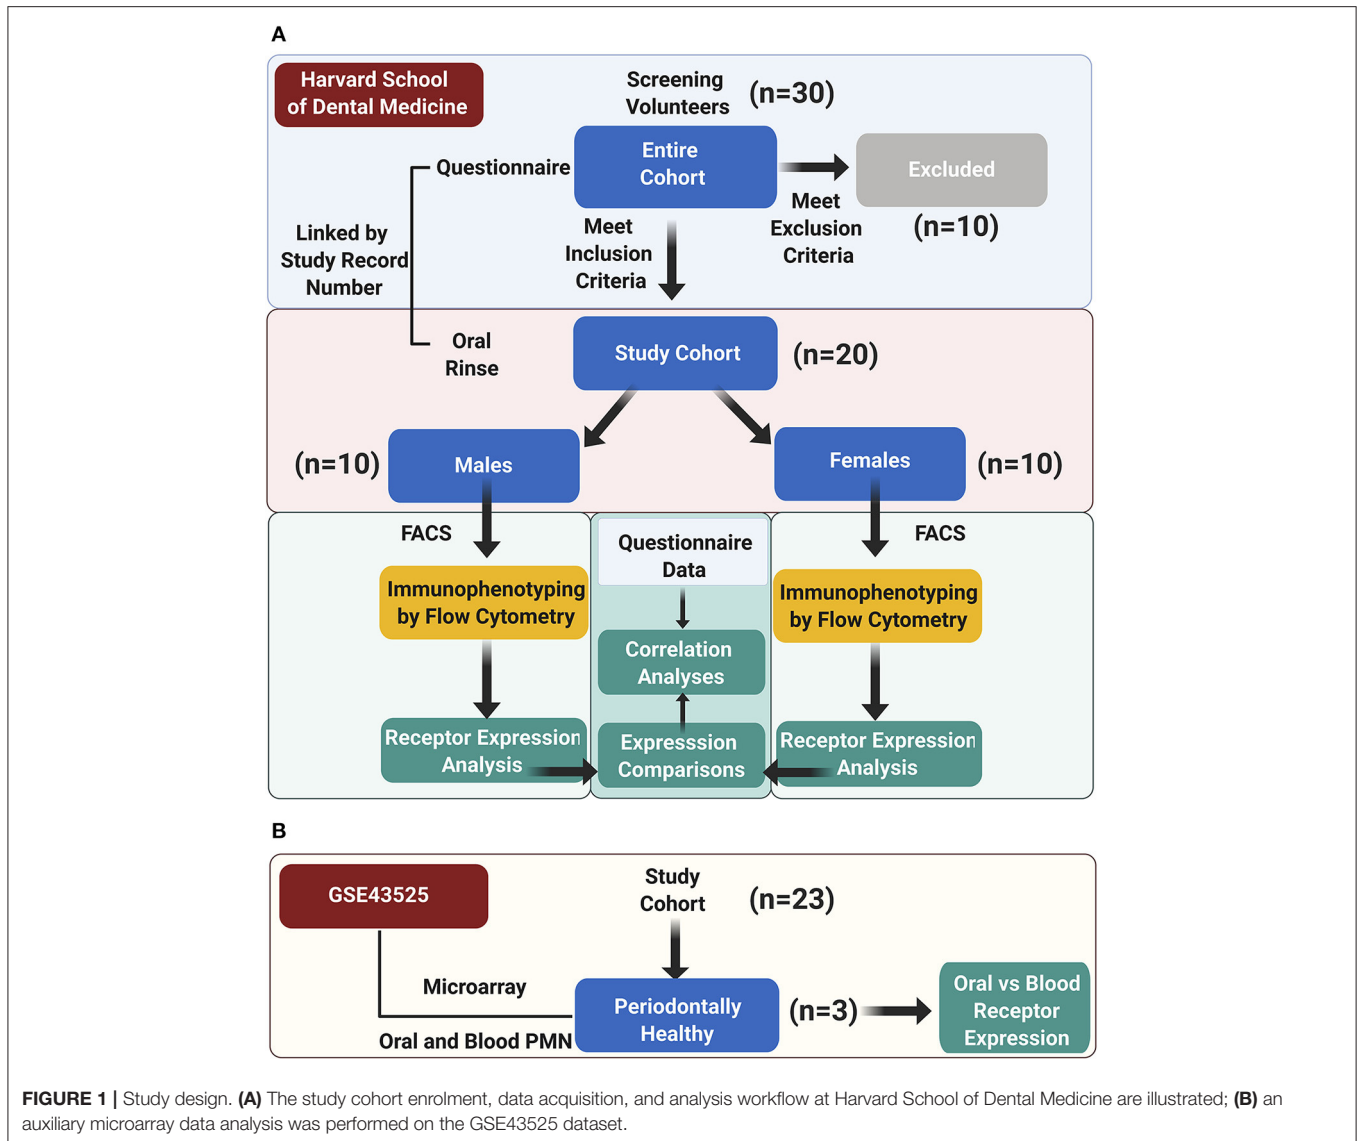 A
Harvard School
of Dental Medicine
Screening
Volunteers
(n=30)
Entire
Cohort
Questionnaire
Excluded
(n=10)
Meet
Exclusion
Criteria
Meet
Inclusion
Criteria
Linked by
Study Record
Number
Oral
Rinse
Study Cohort
(n=20)
(n=10)
Males
Females
(n=10)
FACS
Questionnaire
Data
FACS
Immunophenotyping
by Flow Cytometry
Immunophenotyping
by Flow Cytometry
Correlation
Analyses
Receptor Expression
Analysis
Expresssion
Comparisons
Receptor Expression
Analysis
B
GSE43525
Study
Cohort
(n=23)
Microarray
Oral and Blood PMN
Periodontally
Healthy
(n=3)
Oral vs Blood
Receptor
Expression
FIGURE 1 | Study design. (A) The study cohort enrolment, data acquisition, and analysis workflow at Harvard School of Dental Medicine are illustrated; (B) an
auxiliary microarray data analysis was performed on the GSE43525 dataset.